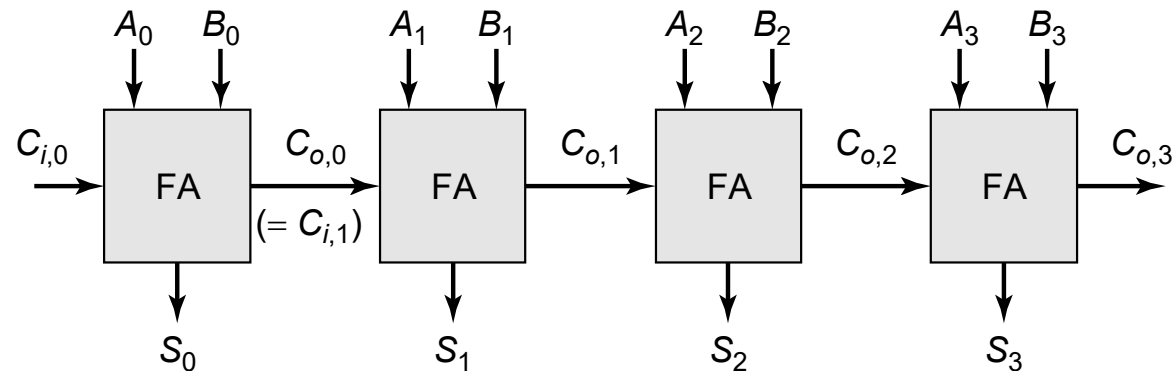 A0 B0 A1 B1 A2 B2 A3 B3
Ci,0 Co,0 Co,1 Co,2 Co,3
FA FA FA FA
(= Ci,1)
S0 S1 S2 S3